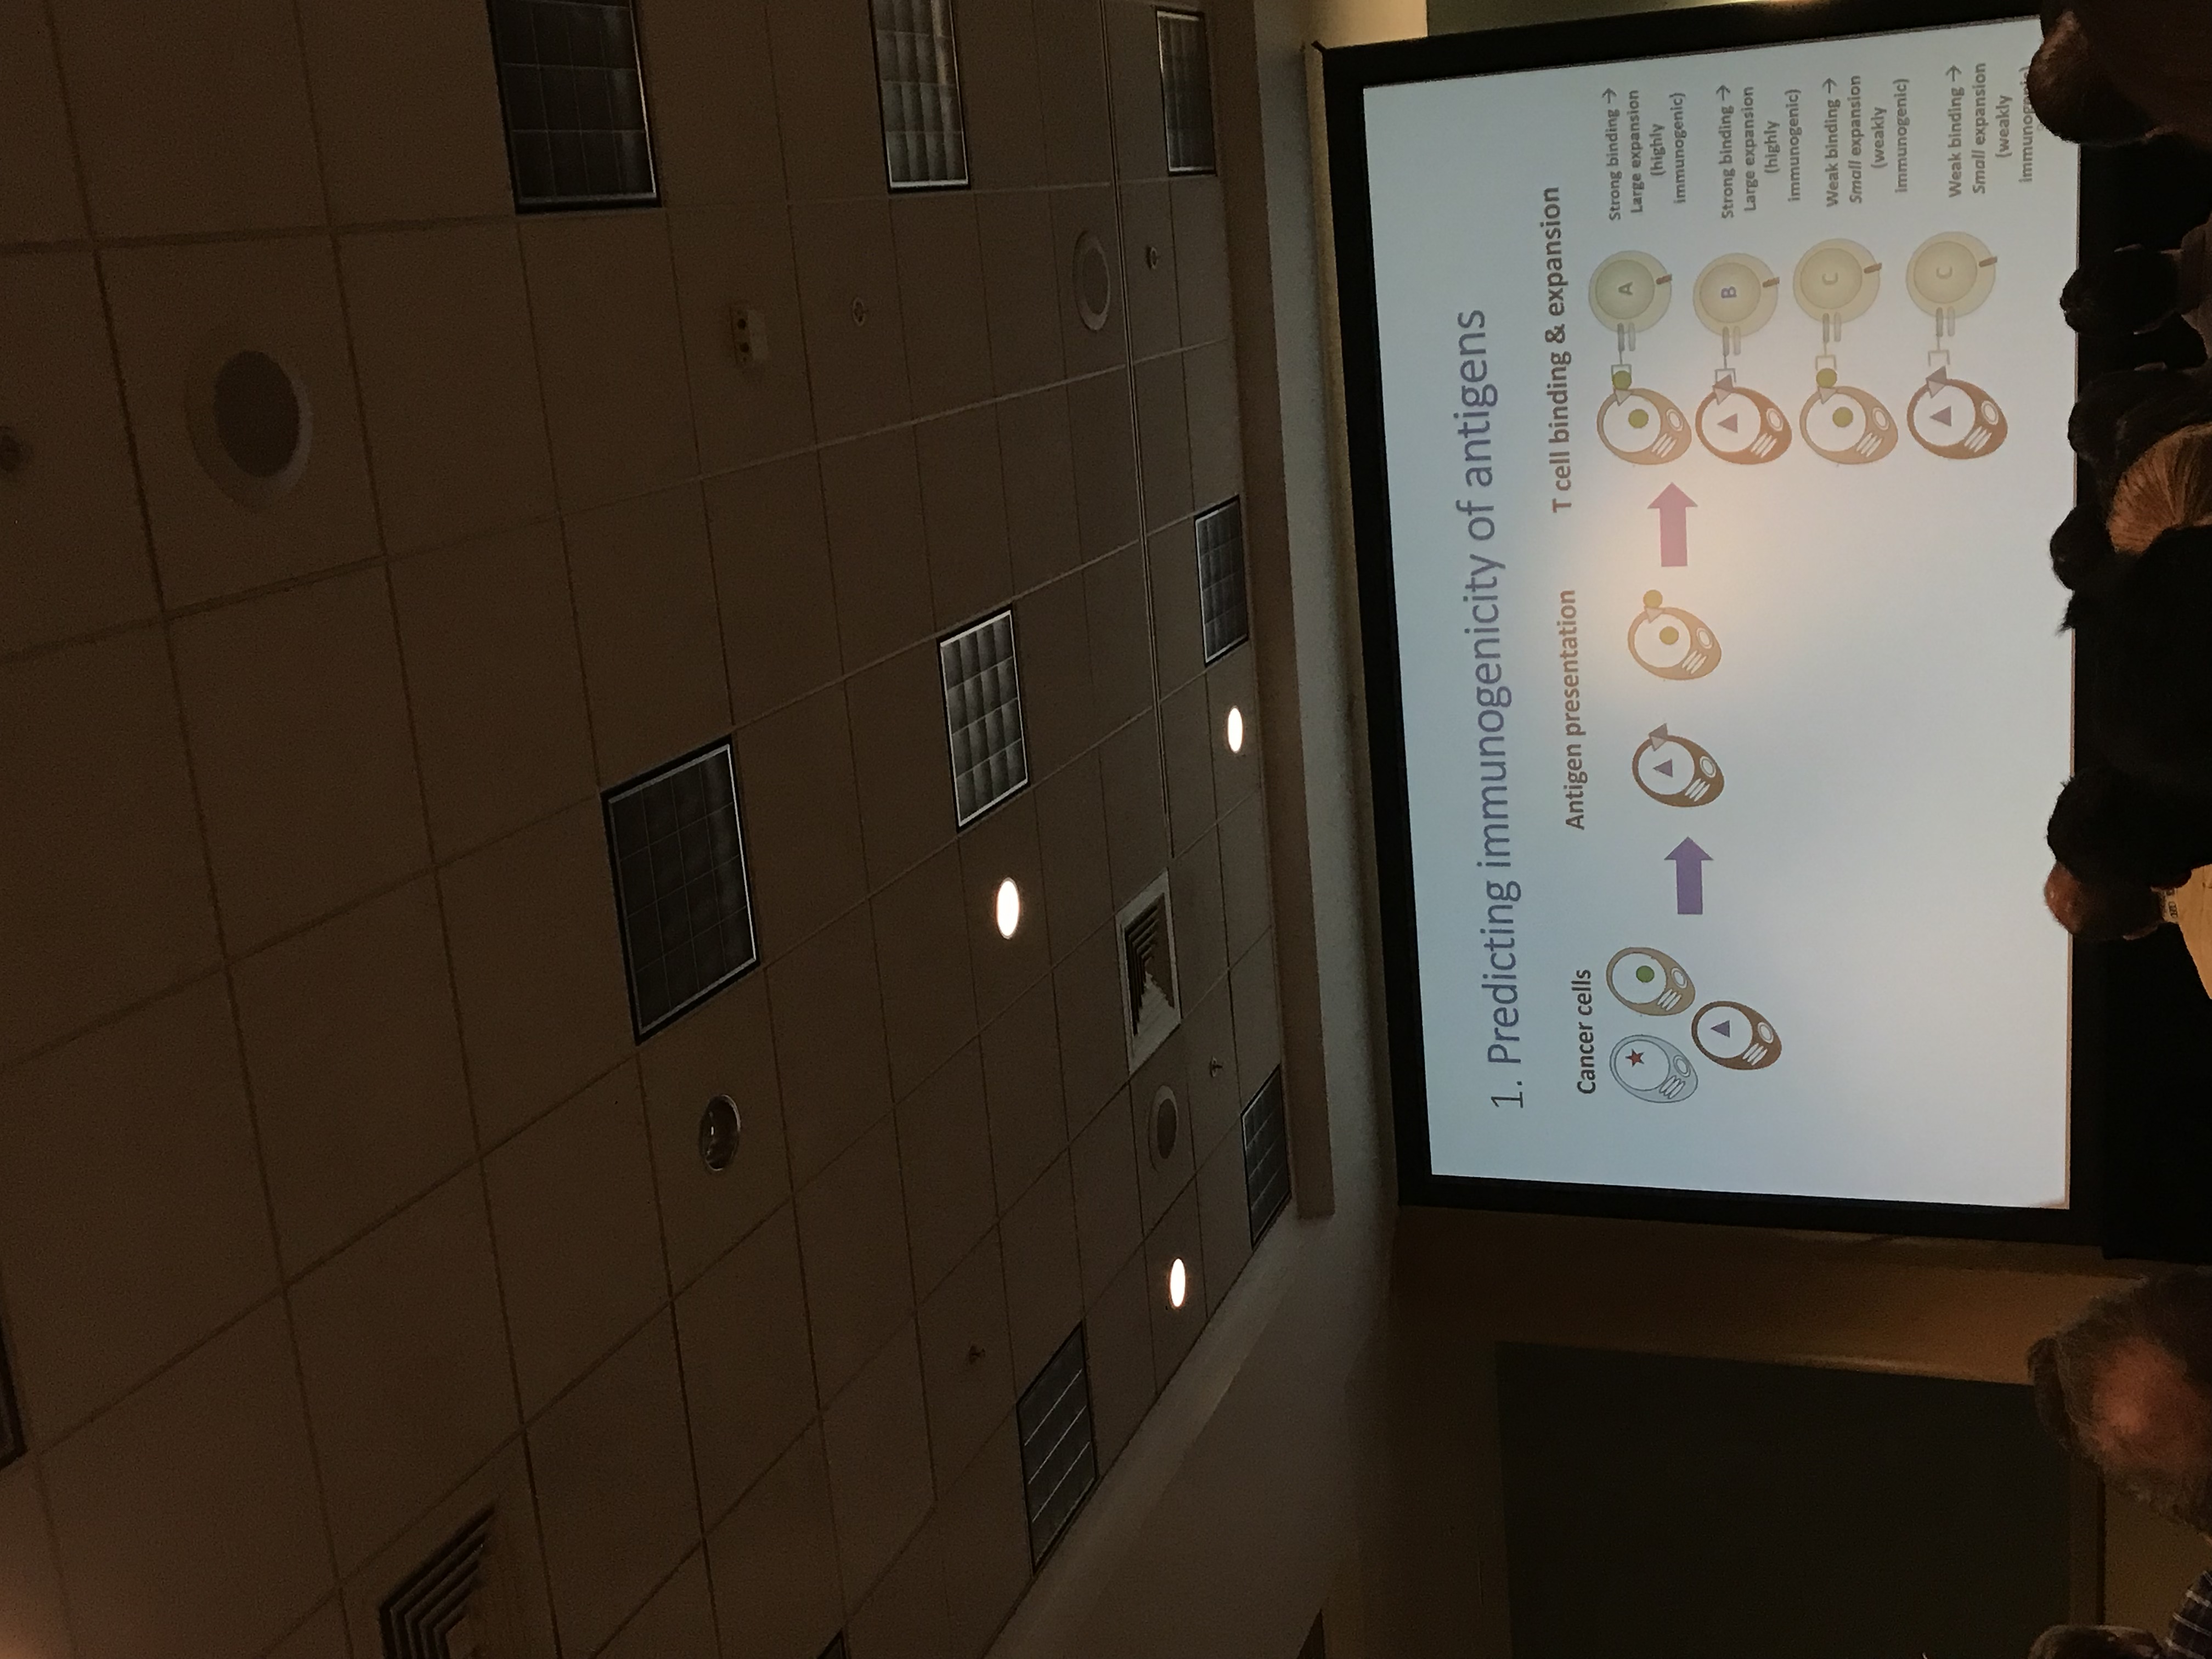 1. Predicting immunogenicity of antigens
Cancer cells
Antigen presentation
T cell binding & expansion
A
Strong binding →
Large expansion
(highly
immunogenic)
B
Strong binding →
Large expansion
(highly
immunogenic)
C
Weak binding →
Small expansion
(weakly
immunogenic)
C
Weak binding →
Small expansion
(weakly
immunogenic)